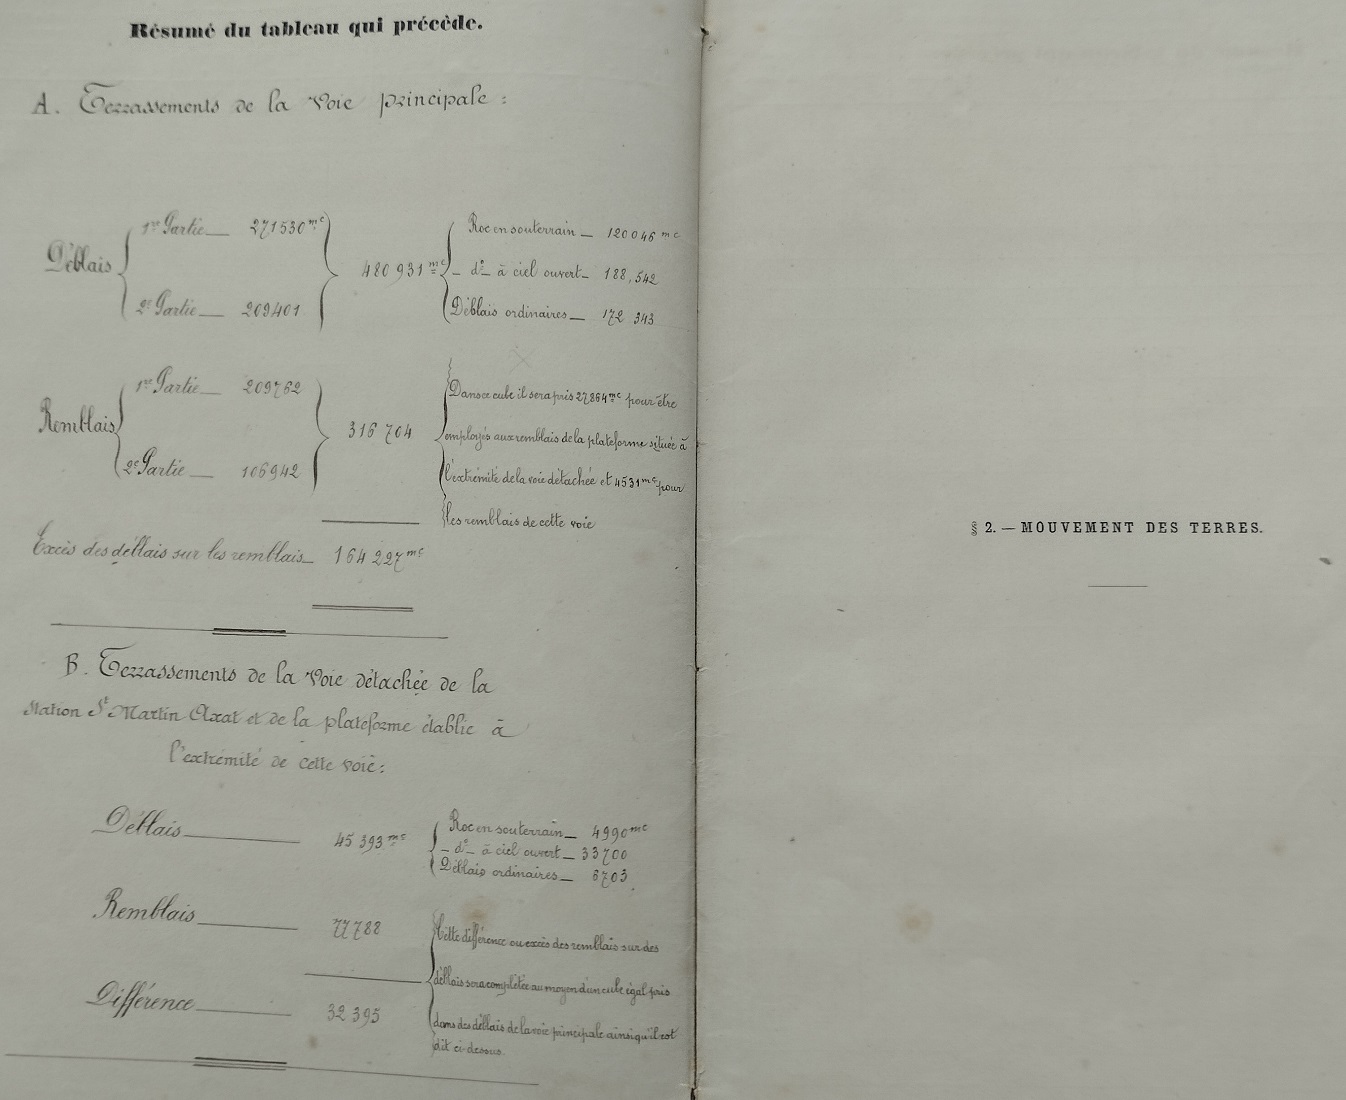 Résumé du tableau qui précède.
A. Terrassements de la voie principale :
Déblais
1re Partie — 271530 mc
2e Partie — 209401
480 931 mc
Roc en souterrain — 120046 mc
— do — à ciel ouvert — 188,542
Déblais ordinaires — 172 343
Remblais
1re Partie — 209762
2e Partie — 106942
316 704
Dans ce cube il sera pris 27864 mc pour être
employés aux remblais de la plateforme située à
l'extrémité de la voie détachée et 4531 mc pour
les remblais de cette voie
Excès des déblais sur les remblais — 164 227 mc
B. Terrassements de la voie détachée de la
station St Martin Axat et de la plateforme établie à
l'extrémité de cette voie :
Déblais — 45 393 mc
Roc en souterrain — 4990 mc
— do — à ciel ouvert — 33700
Déblais ordinaires — 6703
Remblais — 77788
Différence — 32 395
Cette différence ou excès des remblais sur des
déblais sera complétée au moyen d'un cube égal pris
dans des déblais de la voie principale ainsi qu'il est
dit ci-dessus.
§ 2. — MOUVEMENT DES TERRES.